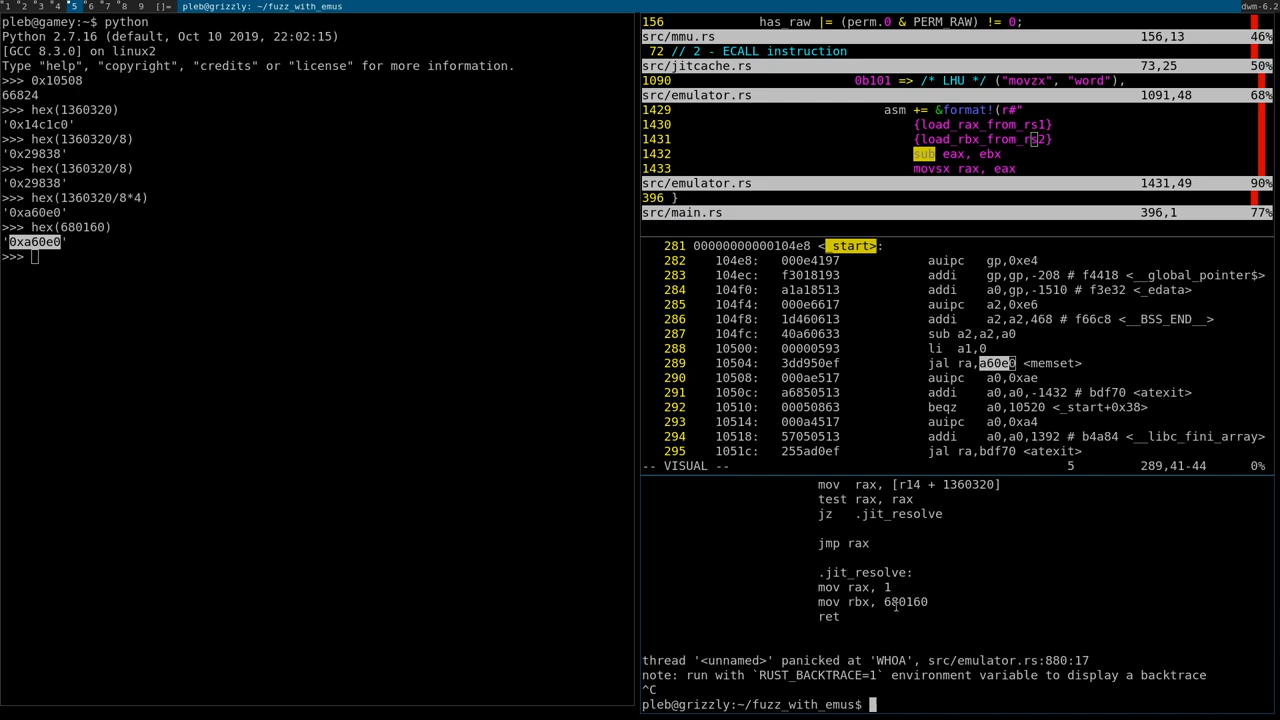 1 2 3 4 5 6 7 8 9 []= pleb@grizzly: ~/fuzz_with_emus dwm-6.2
pleb@gamey:~$ python
Python 2.7.16 (default, Oct 10 2019, 22:02:15)
[GCC 8.3.0] on linux2
Type "help", "copyright", "credits" or "license" for more information.
>>> 0x10508
66824
>>> hex(1360320)
'0x14c1c0'
>>> hex(1360320/8)
'0x29838'
>>> hex(1360320/8)
'0x29838'
>>> hex(1360320/8*4)
'0xa60e0'
>>> hex(680160)
'0xa60e0'
>>>
156 has_raw |= (perm.0 & PERM_RAW) != 0;
src/mmu.rs 156,13 46%
72 // 2 - ECALL instruction
src/jitcache.rs 73,25 50%
1090 0b101 => /* LHU */ ("movzx", "word"),
src/emulator.rs 1091,48 68%
1429 asm += &format!(r#"
1430 {load_rax_from_rs1}
1431 {load_rbx_from_rs2}
1432 sub eax, ebx
1433 movsx rax, eax
src/emulator.rs 1431,49 90%
396 }
src/main.rs 396,1 77%
281 00000000000104e8 <_start>:
282 104e8: 000e4197 auipc gp,0xe4
283 104ec: f3018193 addi gp,gp,-208 # f4418 <__global_pointer$>
284 104f0: a1a18513 addi a0,gp,-1510 # f3e32 <_edata>
285 104f4: 000e6617 auipc a2,0xe6
286 104f8: 1d460613 addi a2,a2,468 # f66c8 <__BSS_END__>
287 104fc: 40a60633 sub a2,a2,a0
288 10500: 00000593 li a1,0
289 10504: 3dd950ef jal ra,a60e0 <memset>
290 10508: 000ae517 auipc a0,0xae
291 1050c: a6850513 addi a0,a0,-1432 # bdf70 <atexit>
292 10510: 00050863 beqz a0,10520 <_start+0x38>
293 10514: 000a4517 auipc a0,0xa4
294 10518: 57050513 addi a0,a0,1392 # b4a84 <__libc_fini_array>
295 1051c: 255ad0ef jal ra,bdf70 <atexit>
-- VISUAL -- 5 289,41-44 0%
mov rax, [r14 + 1360320]
test rax, rax
jz .jit_resolve
jmp rax
.jit_resolve:
mov rax, 1
mov rbx, 680160
ret
thread '<unnamed>' panicked at 'WHOA', src/emulator.rs:880:17
note: run with `RUST_BACKTRACE=1` environment variable to display a backtrace
^C
pleb@grizzly:~/fuzz_with_emus$